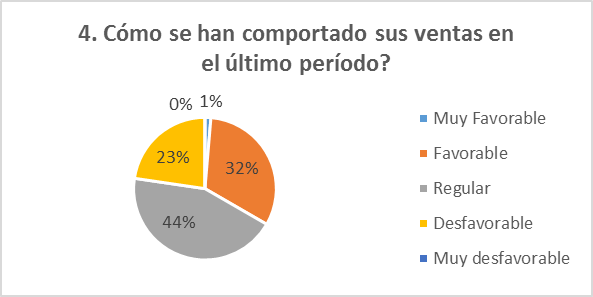 4. Cómo se han comportado sus ventas en
el último período?
0%
1%
32%
23%
44%
Muy Favorable
Favorable
Regular
Desfavorable
Muy desfavorable